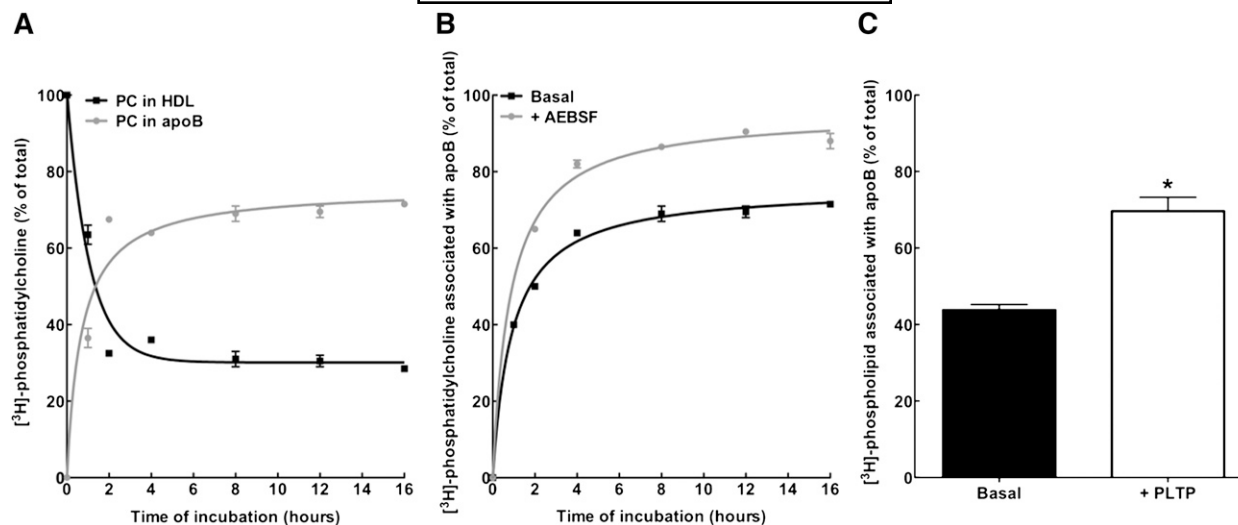 A
[³H]-phosphatidylcholine (% of total)
100
80
60
40
20
0
PC in HDL
PC in apoB
0 2 4 6 8 10 12 14 16
Time of incubation (hours)
B
[³H]-phosphatidylcholine associated with apoB (% of total)
100
80
60
40
20
0
Basal
+ AEBSF
0 2 4 6 8 10 12 14 16
Time of incubation (hours)
C
[³H]-phospholipid associated with apoB (% of total)
100
80
60
40
20
0
*
Basal + PLTP